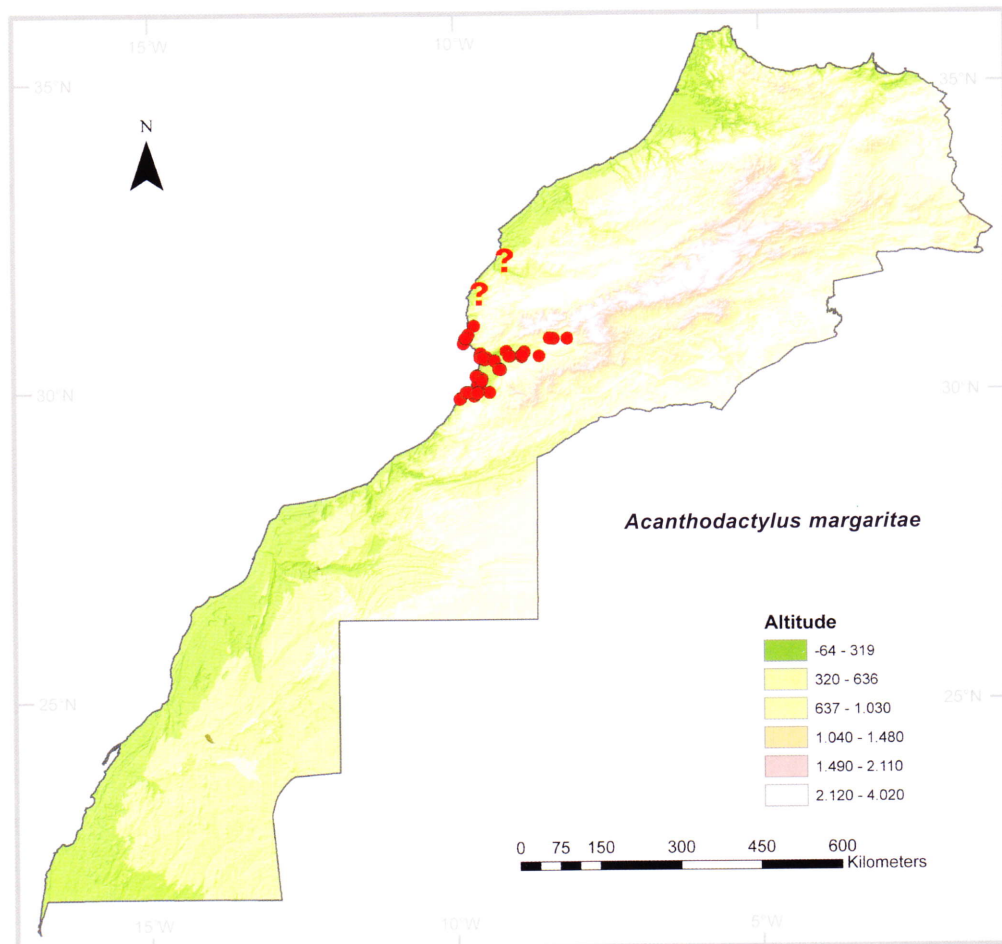 15°W 10°W
35°N 35°N
N
?
?
30°N 30°N
Acanthodactylus margaritae
Altitude
-64 - 319
320 - 636
637 - 1.030
25°N 25°N
1.040 - 1.480
1.490 - 2.110
2.120 - 4.020
0 75 150 300 450 600
Kilometers
15°W 10°W 5°W